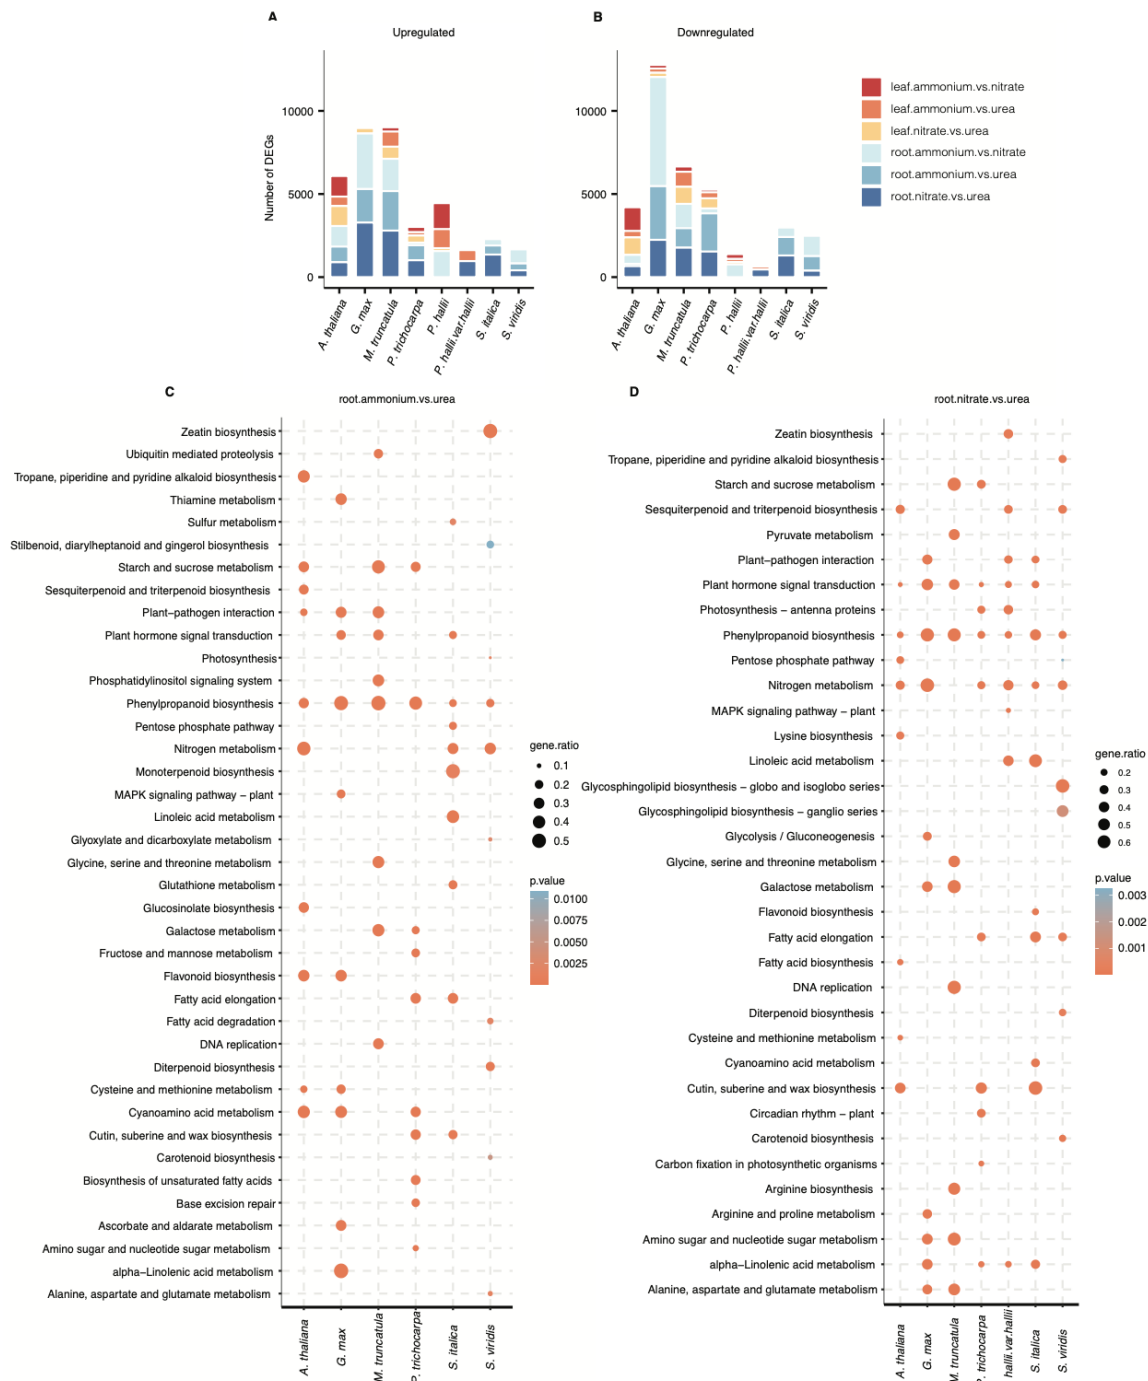 A
B
Upregulated
Downregulated
Number of DEGs
10000
5000
0
A. thaliana
G. max
M. truncatula
P. trichocarpa
P. hallii
P. hallii.var.hallii
S. italica
S. viridis
10000
5000
0
A. thaliana
G. max
M. truncatula
P. trichocarpa
P. hallii
P. hallii.var.hallii
S. italica
S. viridis
leaf.ammonium.vs.nitrate
leaf.ammonium.vs.urea
leaf.nitrate.vs.urea
root.ammonium.vs.nitrate
root.ammonium.vs.urea
root.nitrate.vs.urea
C
root.ammonium.vs.urea
Zeatin biosynthesis
Ubiquitin mediated proteolysis
Tropane, piperidine and pyridine alkaloid biosynthesis
Thiamine metabolism
Sulfur metabolism
Stilbenoid, diarylheptanoid and gingerol biosynthesis
Starch and sucrose metabolism
Sesquiterpenoid and triterpenoid biosynthesis
Plant−pathogen interaction
Plant hormone signal transduction
Photosynthesis
Phosphatidylinositol signaling system
Phenylpropanoid biosynthesis
Pentose phosphate pathway
Nitrogen metabolism
Monoterpenoid biosynthesis
MAPK signaling pathway − plant
Linoleic acid metabolism
Glyoxylate and dicarboxylate metabolism
Glycine, serine and threonine metabolism
Glutathione metabolism
Glucosinolate biosynthesis
Galactose metabolism
Fructose and mannose metabolism
Flavonoid biosynthesis
Fatty acid elongation
Fatty acid degradation
DNA replication
Diterpenoid biosynthesis
Cysteine and methionine metabolism
Cyanoamino acid metabolism
Cutin, suberine and wax biosynthesis
Carotenoid biosynthesis
Biosynthesis of unsaturated fatty acids
Base excision repair
Ascorbate and aldarate metabolism
Amino sugar and nucleotide sugar metabolism
alpha−Linolenic acid metabolism
Alanine, aspartate and glutamate metabolism
A. thaliana
G. max
M. truncatula
P. trichocarpa
S. italica
S. viridis
gene.ratio
0.1
0.2
0.3
0.4
0.5
p.value
0.0100
0.0075
0.0050
0.0025
D
root.nitrate.vs.urea
Zeatin biosynthesis
Tropane, piperidine and pyridine alkaloid biosynthesis
Starch and sucrose metabolism
Sesquiterpenoid and triterpenoid biosynthesis
Pyruvate metabolism
Plant−pathogen interaction
Plant hormone signal transduction
Photosynthesis − antenna proteins
Phenylpropanoid biosynthesis
Pentose phosphate pathway
Nitrogen metabolism
MAPK signaling pathway − plant
Lysine biosynthesis
Linoleic acid metabolism
Glycosphingolipid biosynthesis − globo and isoglobo series
Glycosphingolipid biosynthesis − ganglio series
Glycolysis / Gluconeogenesis
Glycine, serine and threonine metabolism
Galactose metabolism
Flavonoid biosynthesis
Fatty acid elongation
Fatty acid biosynthesis
DNA replication
Diterpenoid biosynthesis
Cysteine and methionine metabolism
Cyanoamino acid metabolism
Cutin, suberine and wax biosynthesis
Circadian rhythm − plant
Carotenoid biosynthesis
Carbon fixation in photosynthetic organisms
Arginine biosynthesis
Arginine and proline metabolism
Amino sugar and nucleotide sugar metabolism
alpha−Linolenic acid metabolism
Alanine, aspartate and glutamate metabolism
A. thaliana
G. max
M. truncatula
P. trichocarpa
hallii.var.hallii
S. italica
S. viridis
gene.ratio
0.2
0.3
0.4
0.5
0.6
p.value
0.003
0.002
0.001